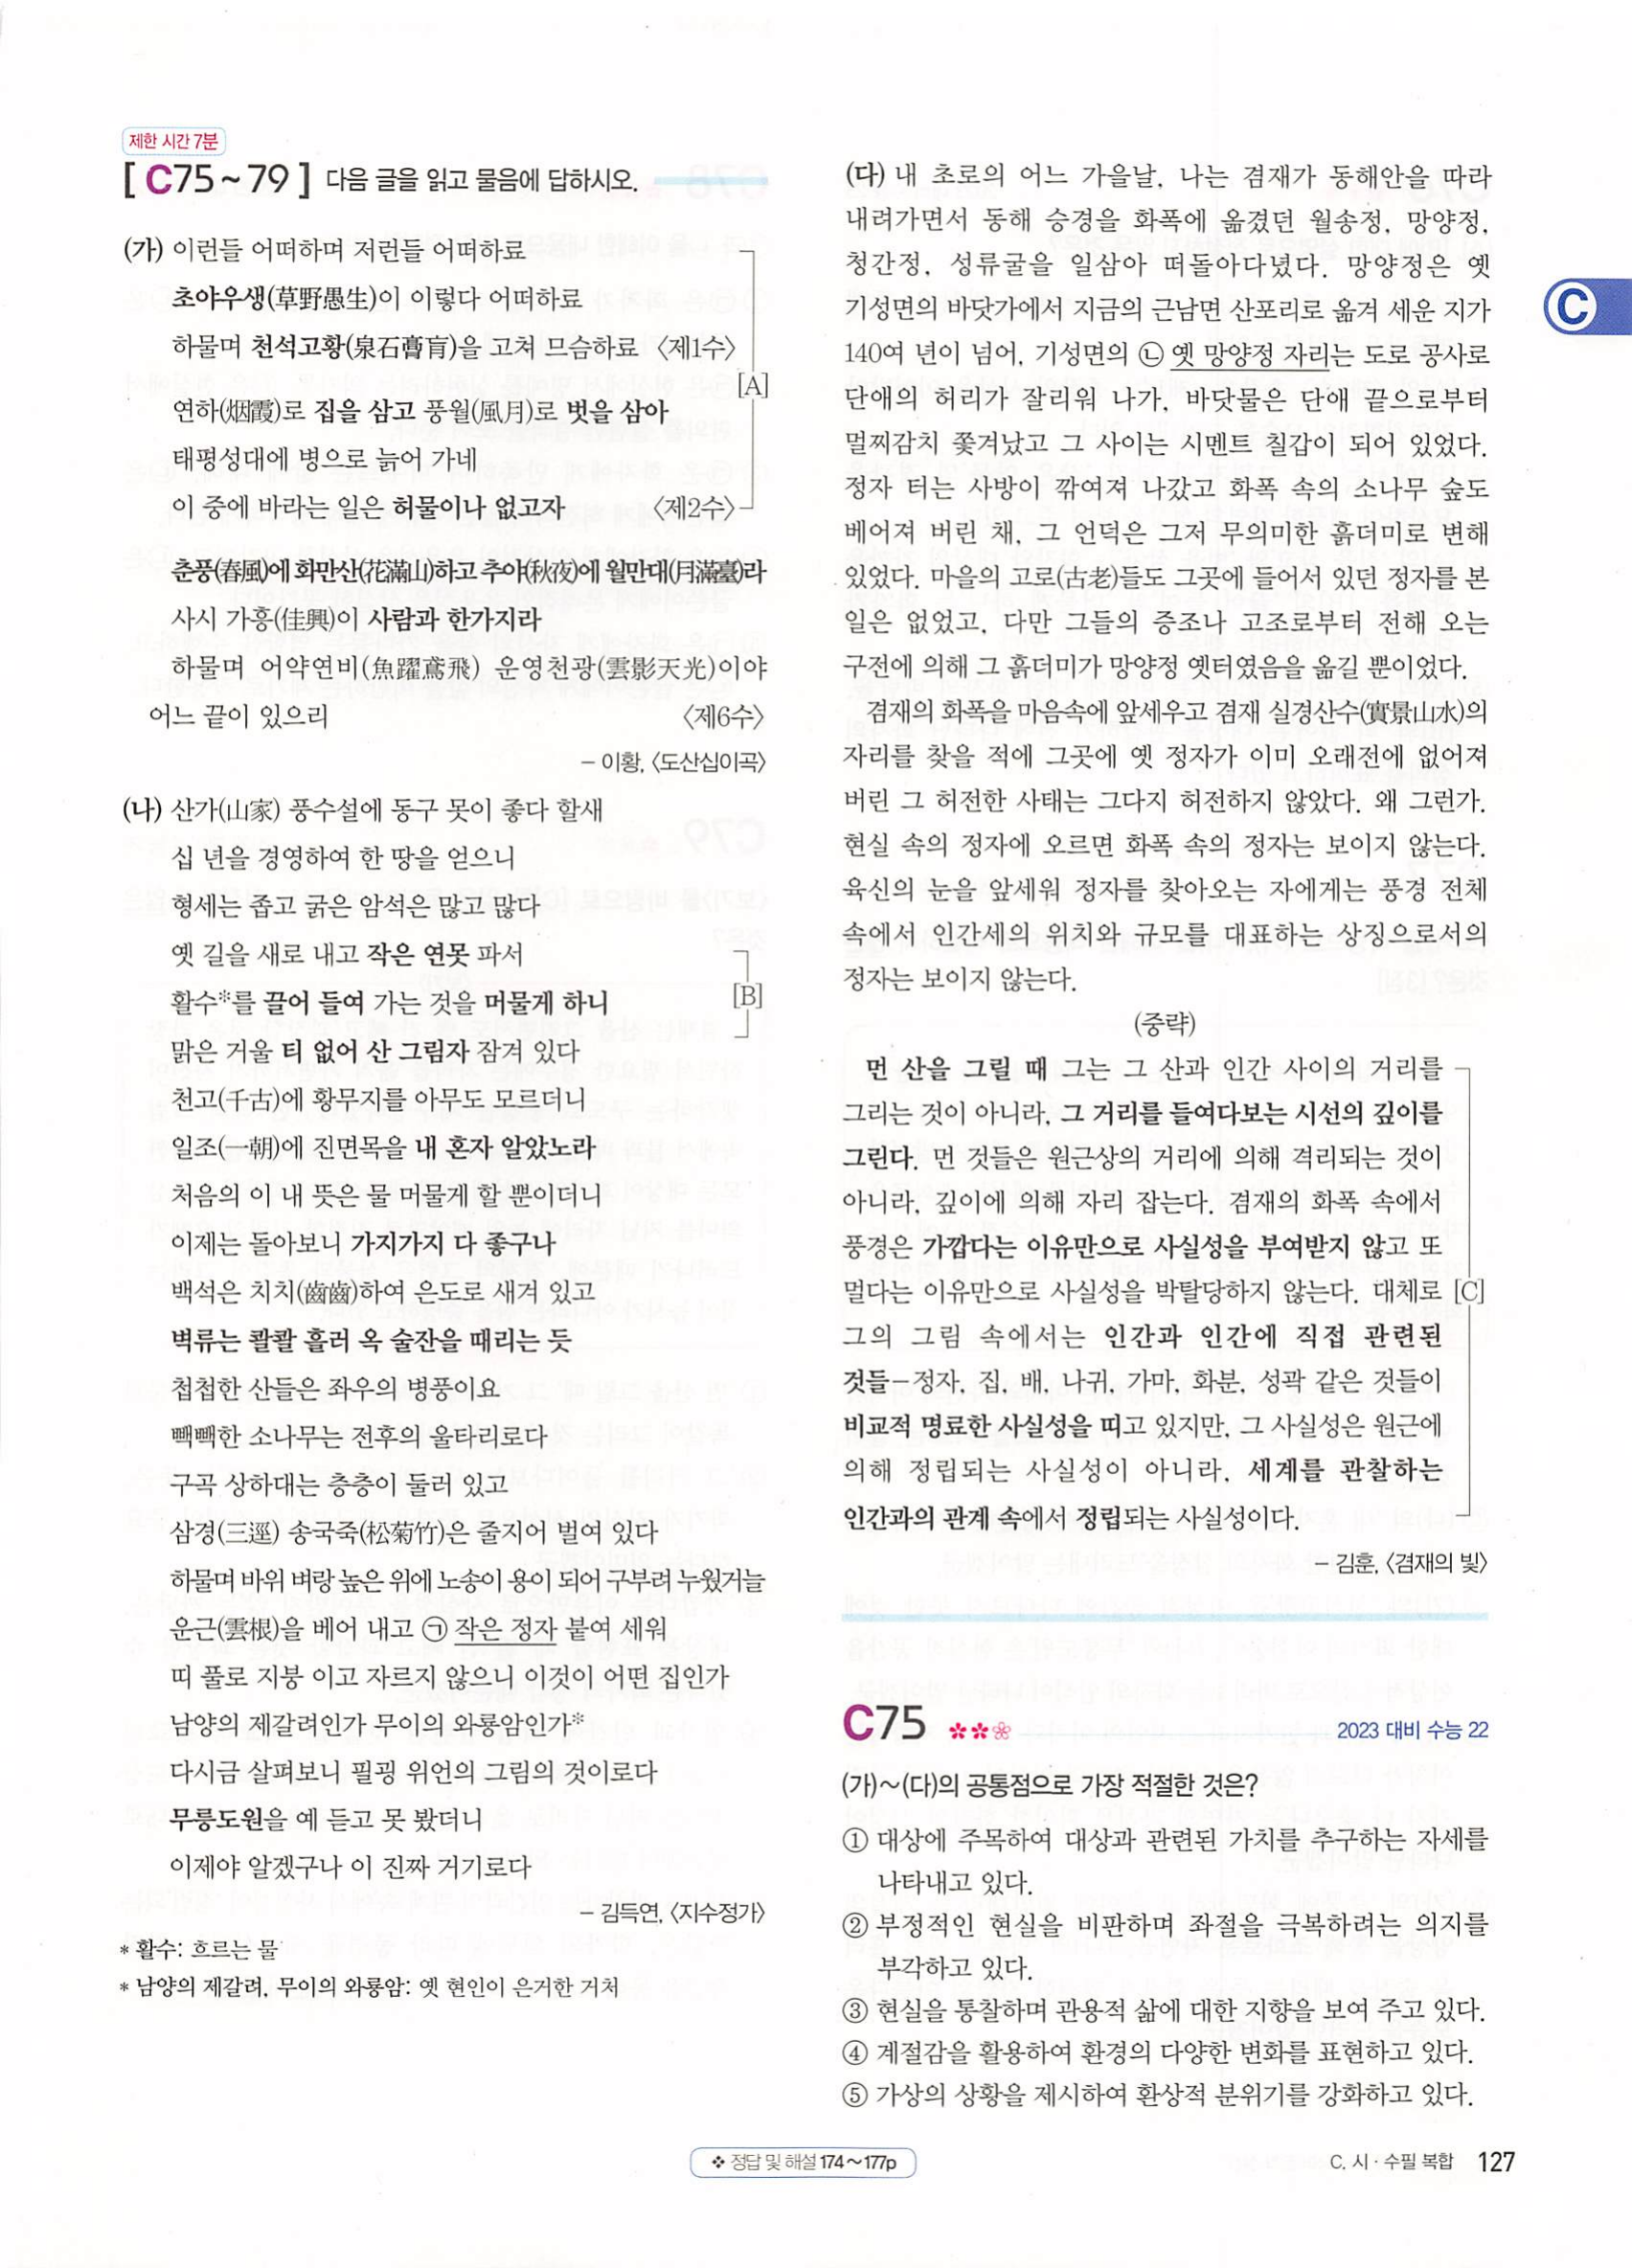 제한 시간 7분
[ C75~79 ] 다음 글을 읽고 물음에 답하시오.
(가) 이런들 어떠하며 저런들 어떠하료
초야우생(草野愚生)이 이렇다 어떠하료
하물며 천석고황(泉石膏肓)을 고쳐 므슴하료 〈제1수〉
[A]
연하(烟霞)로 집을 삼고 풍월(風月)로 벗을 삼아
태평성대에 병으로 늙어 가네
이 중에 바라는 일은 허물이나 없고자 〈제2수〉
춘풍(春風)에 화만산(花滿山)하고 추야(秋夜)에 월만대(月滿臺)라
사시 가흥(佳興)이 사람과 한가지라
하물며 어약연비(魚躍鳶飛) 운영천광(雲影天光)이야
어느 끝이 있으리 〈제6수〉
– 이황, 〈도산십이곡〉
(나) 산가(山家) 풍수설에 동구 못이 좋다 할새
십 년을 경영하여 한 땅을 얻으니
형세는 좁고 굵은 암석은 많고 많다
옛 길을 새로 내고 작은 연못 파서
활수*를 끌어 들여 가는 것을 머물게 하니
[B]
맑은 거울 티 없어 산 그림자 잠겨 있다
천고(千古)에 황무지를 아무도 모르더니
일조(一朝)에 진면목을 내 혼자 알았노라
처음의 이 내 뜻은 물 머물게 할 뿐이더니
이제는 돌아보니 가지가지 다 좋구나
백석은 치치(齒齒)하여 은도로 새겨 있고
벽류는 콸콸 흘러 옥 술잔을 때리는 듯
첩첩한 산들은 좌우의 병풍이요
빽빽한 소나무는 전후의 울타리로다
구곡 상하대는 층층이 둘러 있고
삼경(三逕) 송국죽(松菊竹)은 줄지어 벌여 있다
하물며 바위 벼랑 높은 위에 노송이 용이 되어 구부려 누웠거늘
운근(雲根)을 베어 내고 ㉠ 작은 정자 붙여 세워
띠 풀로 지붕 이고 자르지 않으니 이것이 어떤 집인가
남양의 제갈려인가 무이의 와룡암인가*
다시금 살펴보니 필굉 위언의 그림의 것이로다
무릉도원을 예 듣고 못 봤더니
이제야 알겠구나 이 진짜 거기로다
– 김득연, 〈지수정가〉
* 활수: 흐르는 물
* 남양의 제갈려, 무이의 와룡암: 옛 현인이 은거한 거처
(다) 내 초로의 어느 가을날, 나는 겸재가 동해안을 따라
내려가면서 동해 승경을 화폭에 옮겼던 월송정, 망양정,
청간정, 성류굴을 일삼아 떠돌아다녔다. 망양정은 옛
기성면의 바닷가에서 지금의 근남면 산포리로 옮겨 세운 지가
140여 년이 넘어, 기성면의 ㉡ 옛 망양정 자리는 도로 공사로
단애의 허리가 잘리워 나가, 바닷물은 단애 끝으로부터
멀찌감치 쫓겨났고 그 사이는 시멘트 칠갑이 되어 있었다.
정자 터는 사방이 깎여져 나갔고 화폭 속의 소나무 숲도
베어져 버린 채, 그 언덕은 그저 무의미한 흙더미로 변해
있었다. 마을의 고로(古老)들도 그곳에 들어서 있던 정자를 본
일은 없었고, 다만 그들의 증조나 고조로부터 전해 오는
구전에 의해 그 흙더미가 망양정 옛터였음을 옮길 뿐이었다.
겸재의 화폭을 마음속에 앞세우고 겸재 실경산수(實景山水)의
자리를 찾을 적에 그곳에 옛 정자가 이미 오래전에 없어져
버린 그 허전한 사태는 그다지 허전하지 않았다. 왜 그런가.
현실 속의 정자에 오르면 화폭 속의 정자는 보이지 않는다.
육신의 눈을 앞세워 정자를 찾아오는 자에게는 풍경 전체
속에서 인간세의 위치와 규모를 대표하는 상징으로서의
정자는 보이지 않는다.
(중략)
먼 산을 그릴 때 그는 그 산과 인간 사이의 거리를
그리는 것이 아니라, 그 거리를 들여다보는 시선의 깊이를
그린다. 먼 것들은 원근상의 거리에 의해 격리되는 것이
아니라, 깊이에 의해 자리 잡는다. 겸재의 화폭 속에서
풍경은 가깝다는 이유만으로 사실성을 부여받지 않고 또
멀다는 이유만으로 사실성을 박탈당하지 않는다. 대체로 [C]
그의 그림 속에서는 인간과 인간에 직접 관련된
것들–정자, 집, 배, 나귀, 가마, 화분, 성곽 같은 것들이
비교적 명료한 사실성을 띠고 있지만, 그 사실성은 원근에
의해 정립되는 사실성이 아니라, 세계를 관찰하는
인간과의 관계 속에서 정립되는 사실성이다.
– 김훈, 〈겸재의 빛〉
C75 2023 대비 수능 22
(가)~(다)의 공통점으로 가장 적절한 것은?
① 대상에 주목하여 대상과 관련된 가치를 추구하는 자세를
나타내고 있다.
② 부정적인 현실을 비판하며 좌절을 극복하려는 의지를
부각하고 있다.
③ 현실을 통찰하며 관용적 삶에 대한 지향을 보여 주고 있다.
④ 계절감을 활용하여 환경의 다양한 변화를 표현하고 있다.
⑤ 가상의 상황을 제시하여 환상적 분위기를 강화하고 있다.
C
❖ 정답 및 해설 174~177p
C. 시·수필 복합 127